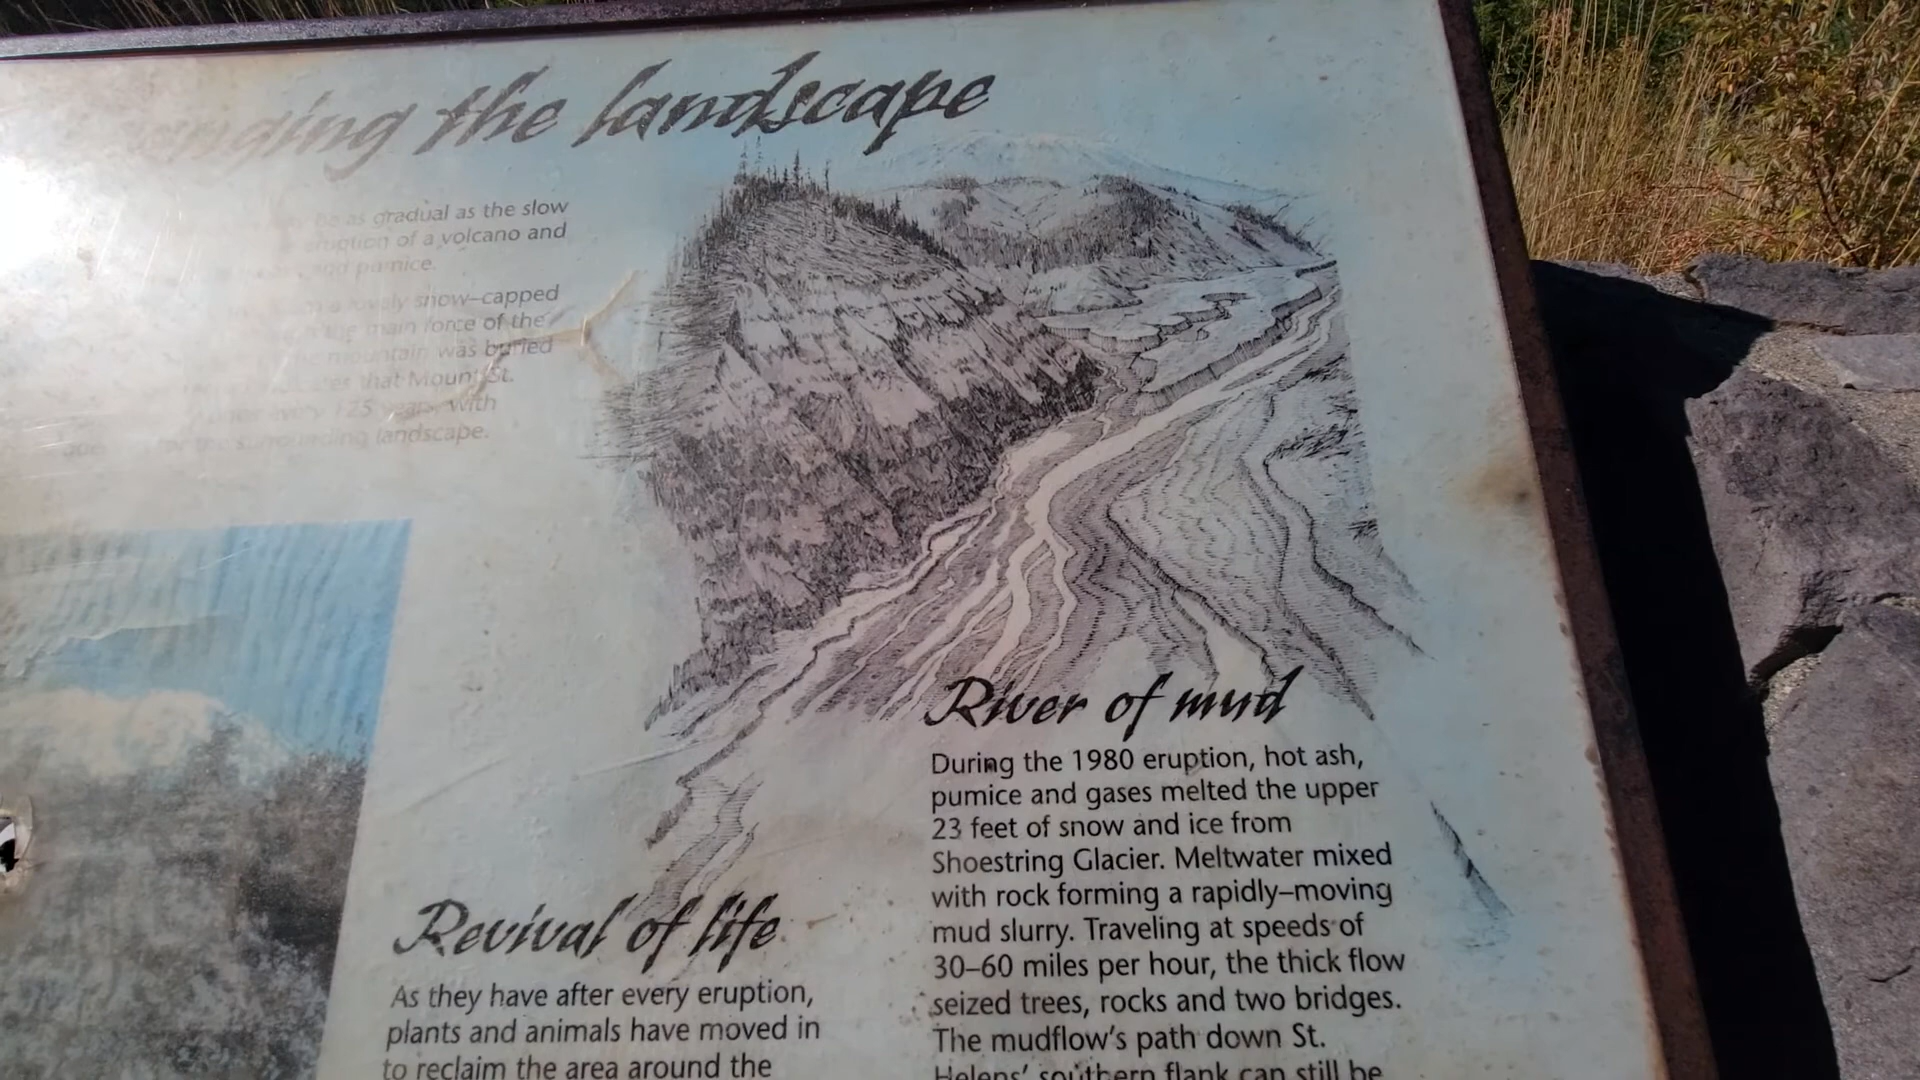 anging the landscape
be as gradual as the slow
eruption of a volcano and
and pumice.
lovely snow–capped
the main force of the
mountain was buried
that Mount St.
every 125 years, with
for the surrounding landscape.
River of mud
During the 1980 eruption, hot ash,
pumice and gases melted the upper
23 feet of snow and ice from
Shoestring Glacier. Meltwater mixed
with rock forming a rapidly–moving
mud slurry. Traveling at speeds of
30–60 miles per hour, the thick flow
seized trees, rocks and two bridges.
The mudflow's path down St.
Helens' southern flank can still be
Revival of life
As they have after every eruption,
plants and animals have moved in
to reclaim the area around the